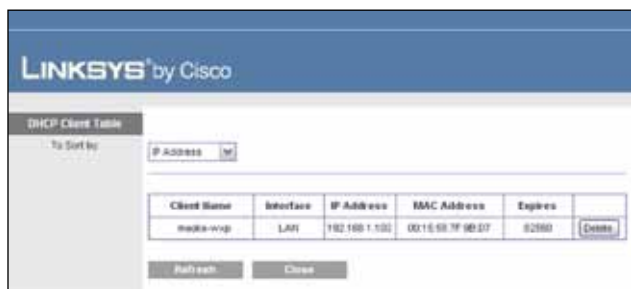 LINKSYS® by Cisco
DHCP Client Table
To Sort by
IP Address
Client Name Interface IP Address MAC Address Expires
LAN 192.168.1.100 Delete
Refresh Close